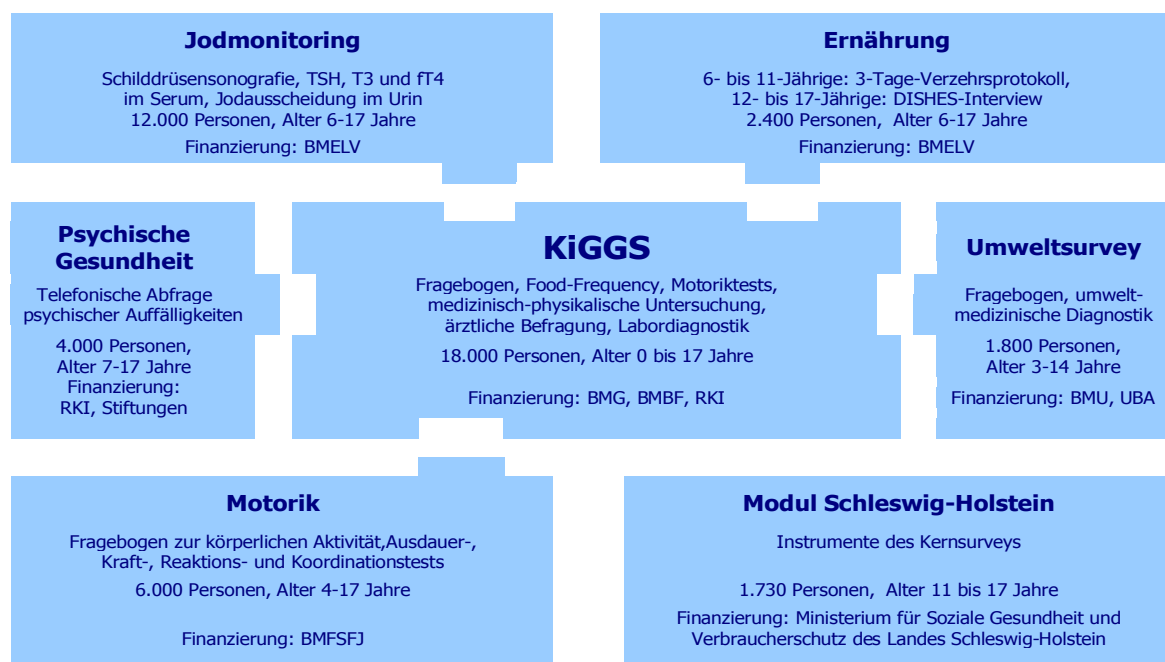 Jodmonitoring
Schilddrüsensonografie, TSH, T3 und fT4
im Serum, Jodausscheidung im Urin
12.000 Personen, Alter 6-17 Jahre
Finanzierung: BMELV
Ernährung
6- bis 11-Jährige: 3-Tage-Verzehrsprotokoll,
12- bis 17-Jährige: DISHES-Interview
2.400 Personen, Alter 6-17 Jahre
Finanzierung: BMELV
Psychische
Gesundheit
Telefonische Abfrage
psychischer Auffälligkeiten
4.000 Personen,
Alter 7-17 Jahre
Finanzierung:
RKI, Stiftungen
KiGGS
Fragebogen, Food-Frequency, Motoriktests,
medizinisch-physikalische Untersuchung,
ärztliche Befragung, Labordiagnostik
18.000 Personen, Alter 0 bis 17 Jahre
Finanzierung: BMG, BMBF, RKI
Umweltsurvey
Fragebogen, umwelt-
medizinische Diagnostik
1.800 Personen,
Alter 3-14 Jahre
Finanzierung: BMU, UBA
Motorik
Fragebogen zur körperlichen Aktivität,Ausdauer-,
Kraft-, Reaktions- und Koordinationstests
6.000 Personen, Alter 4-17 Jahre
Finanzierung: BMFSFJ
Modul Schleswig-Holstein
Instrumente des Kernsurveys
1.730 Personen, Alter 11 bis 17 Jahre
Finanzierung: Ministerium für Soziale Gesundheit und
Verbraucherschutz des Landes Schleswig-Holstein